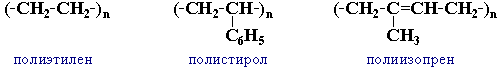 (-CH₂-CH₂-)ₙ (-CH₂-CH-)ₙ (-CH₂-C=CH-CH₂-)ₙ
C₆H₅ CH₃
полиэтилен полистирол полиизопрен